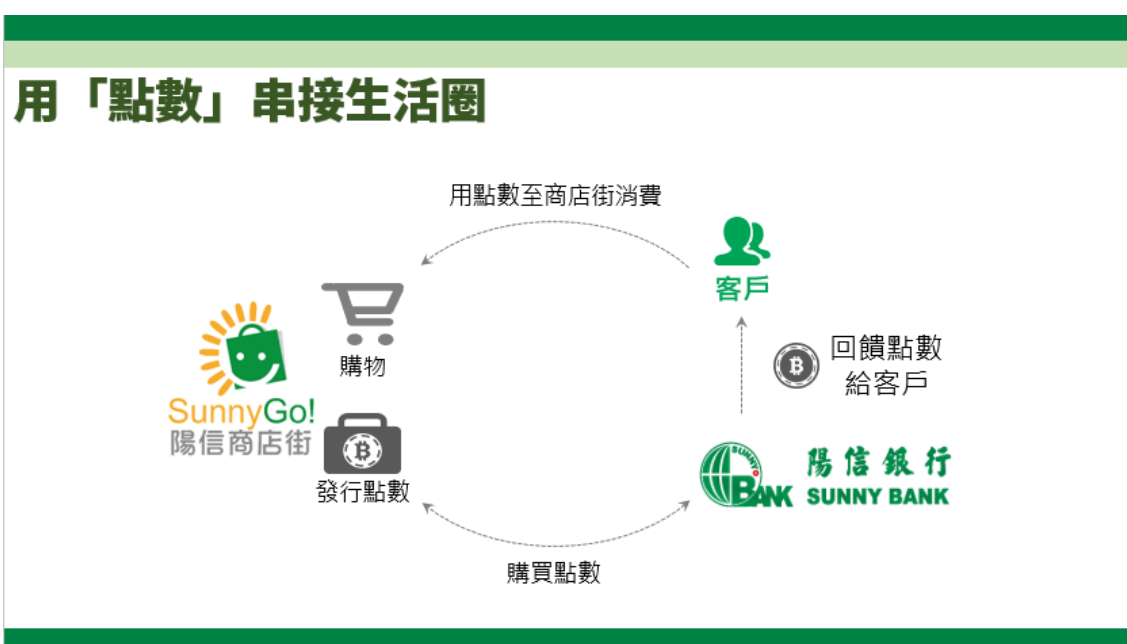 用「點數」串接生活圈
用點數至商店街消費
客戶
購物
回饋點數
給客戶
SunnyGo!
陽信商店街
發行點數
SUNNY
BANK
陽信銀行
SUNNY BANK
購買點數